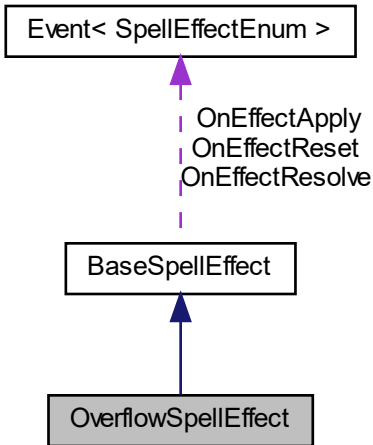 Event< SpellEffectEnum >
OnEffectApply
OnEffectReset
OnEffectResolve
BaseSpellEffect
OverflowSpellEffect